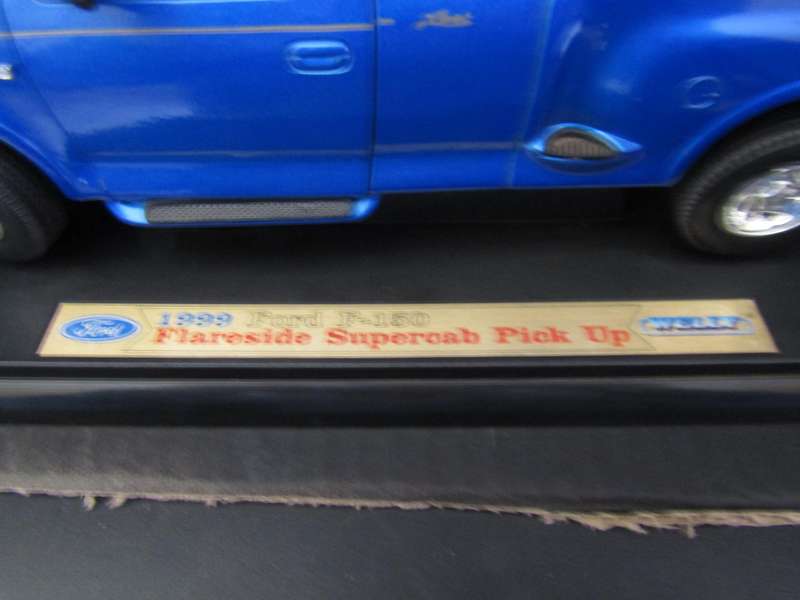 Ford
1999 Ford F-150
Flareside Supercab Pick Up
WELLY